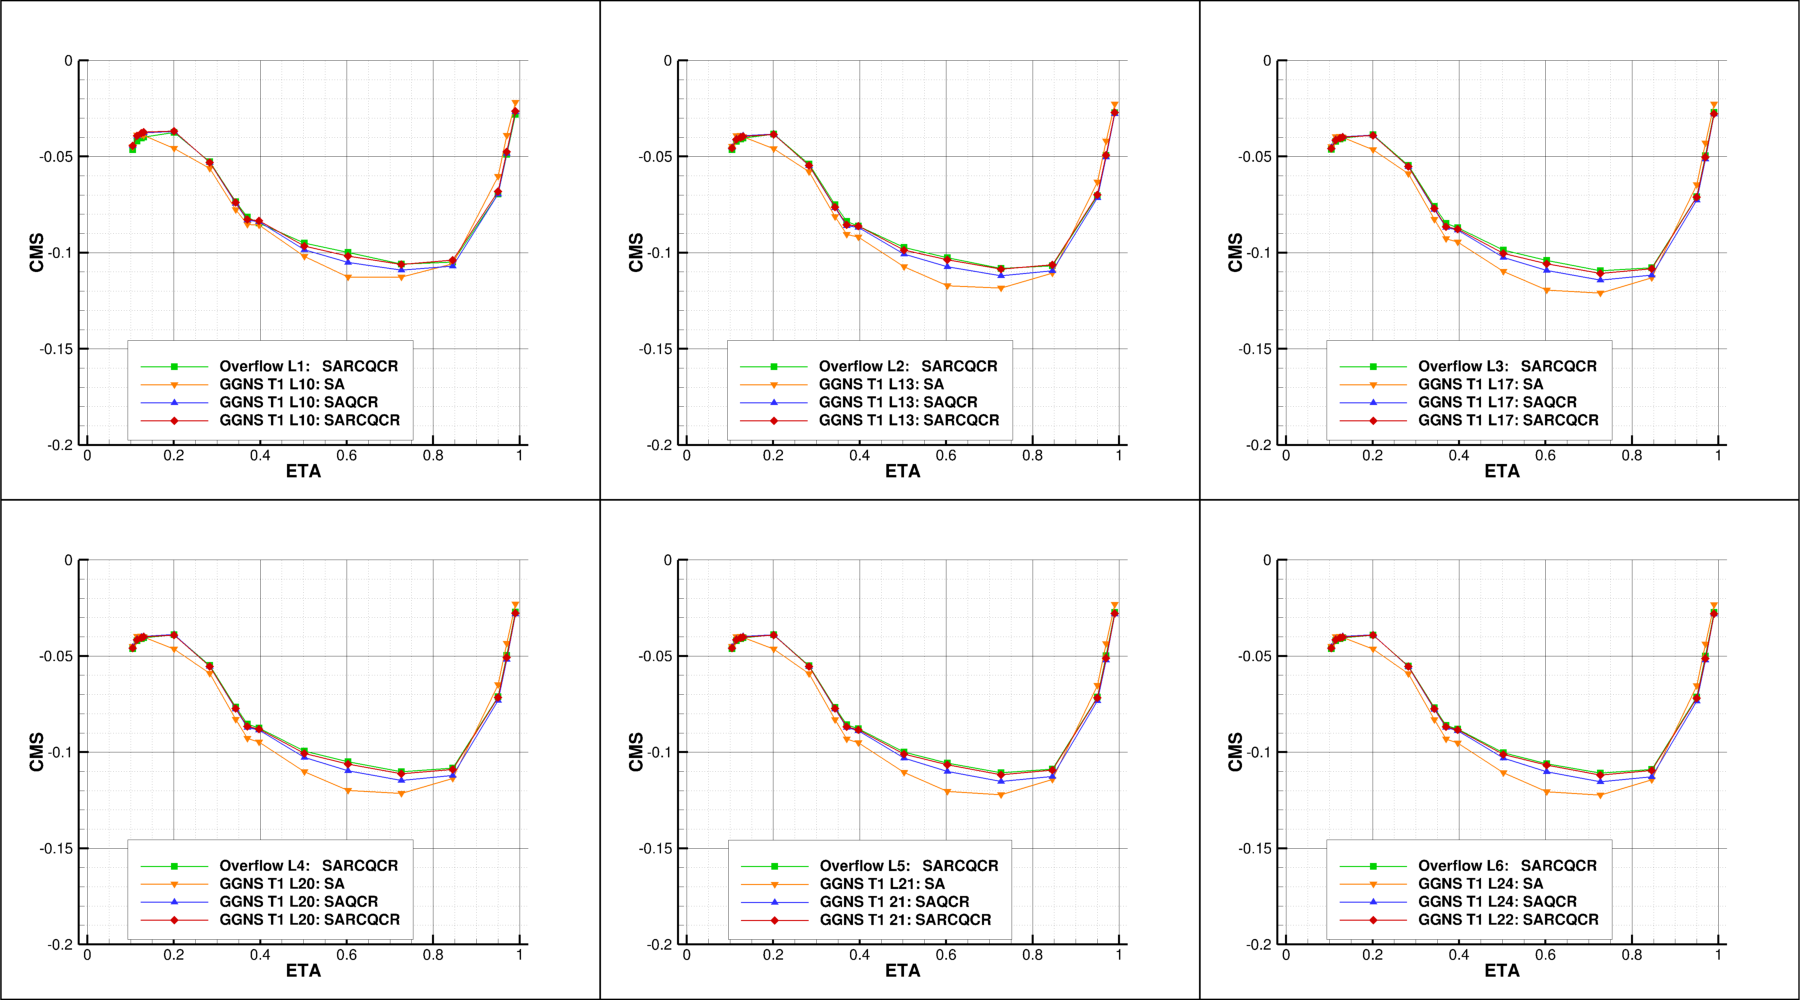 0
-0.05
-0.1
-0.15
-0.2
CMS
Overflow L1: SARCQCR
GGNS T1 L10: SA
GGNS T1 L10: SAQCR
GGNS T1 L10: SARCQCR
0 0.2 0.4 0.6 0.8 1
ETA
0
-0.05
-0.1
-0.15
-0.2
CMS
Overflow L2: SARCQCR
GGNS T1 L13: SA
GGNS T1 L13: SAQCR
GGNS T1 L13: SARCQCR
0 0.2 0.4 0.6 0.8 1
ETA
0
-0.05
-0.1
-0.15
-0.2
CMS
Overflow L3: SARCQCR
GGNS T1 L17: SA
GGNS T1 L17: SAQCR
GGNS T1 L17: SARCQCR
0 0.2 0.4 0.6 0.8 1
ETA
0
-0.05
-0.1
-0.15
-0.2
CMS
Overflow L4: SARCQCR
GGNS T1 L20: SA
GGNS T1 L20: SAQCR
GGNS T1 L20: SARCQCR
0 0.2 0.4 0.6 0.8 1
ETA
0
-0.05
-0.1
-0.15
-0.2
CMS
Overflow L5: SARCQCR
GGNS T1 L21: SA
GGNS T1 21: SAQCR
GGNS T1 21: SARCQCR
0 0.2 0.4 0.6 0.8 1
ETA
0
-0.05
-0.1
-0.15
-0.2
CMS
Overflow L6: SARCQCR
GGNS T1 L24: SA
GGNS T1 L24: SAQCR
GGNS T1 L22: SARCQCR
0 0.2 0.4 0.6 0.8 1
ETA